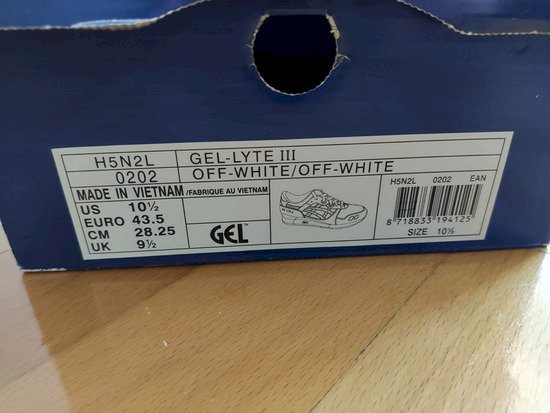 H5N2L GEL-LYTE III
0202 OFF-WHITE/OFF-WHITE
MADE IN VIETNAM /FABRIQUE AU VIETNAM
US 10½
EURO 43.5
CM 28.25
UK 9½
GEL™
H5N2L 0202 EAN
8 718833 194125
SIZE 10½